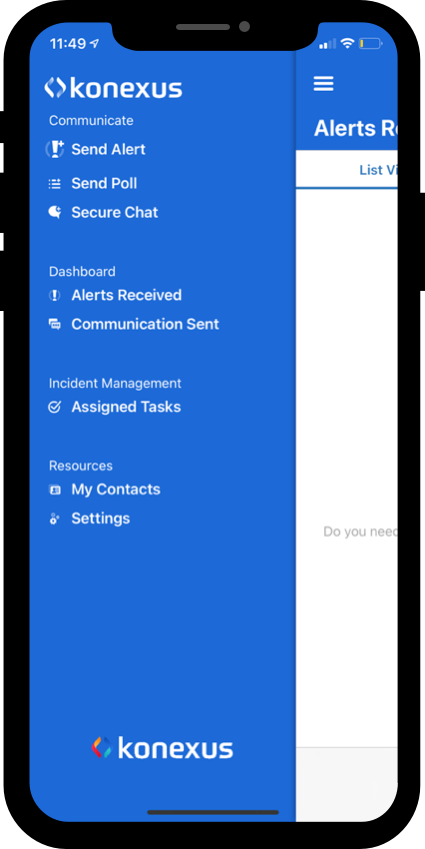 11:49
konexus
Communicate
Send Alert
Send Poll
Secure Chat
Dashboard
Alerts Received
Communication Sent
Incident Management
Assigned Tasks
Resources
My Contacts
Settings
konexus
Alerts R
List Vi
Do you need